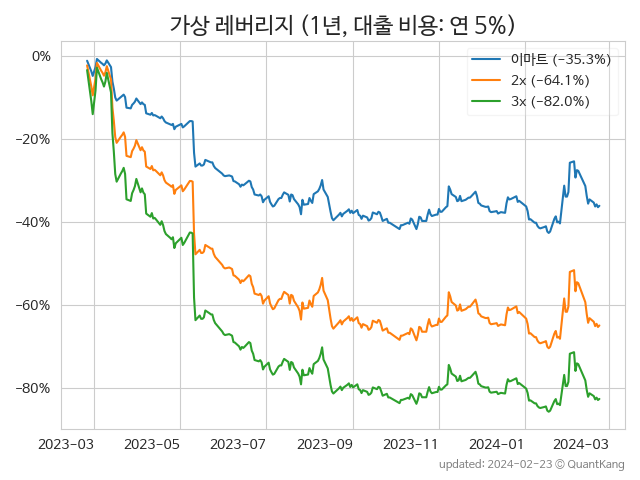 가상 레버리지 (1년, 대출 비용: 연 5%)
이마트 (−35.3%)
2x (−64.1%)
3x (−82.0%)
0%
−20%
−40%
−60%
−80%
2023-03 2023-05 2023-07 2023-09 2023-11 2024-01 2024-03
updated: 2024-02-23 © QuantKang